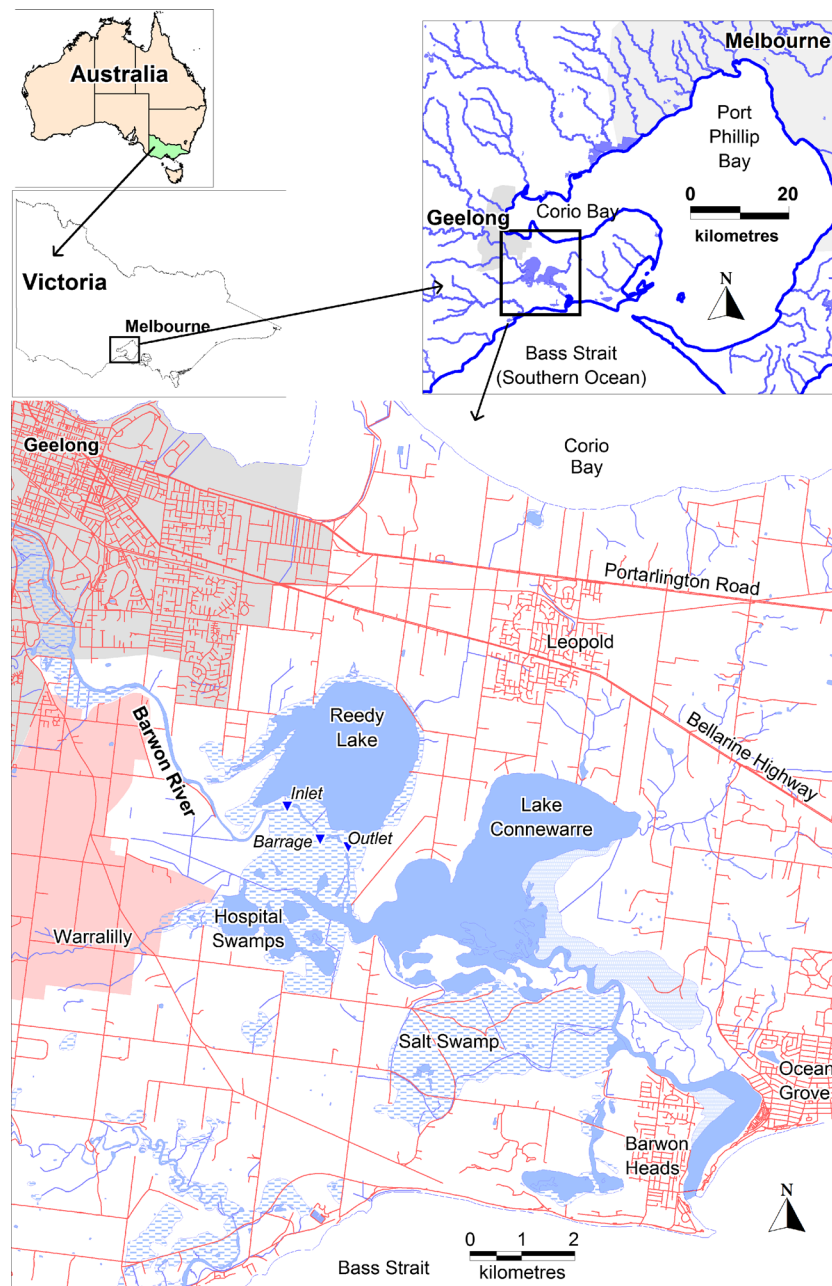 Australia
Victoria
Melbourne
Melbourne
Port
Phillip
Bay
Geelong
Corio Bay
0 20
kilometres
N
Bass Strait
(Southern Ocean)
Geelong
Corio
Bay
Portarlington Road
Leopold
Bellarine Highway
Barwon River
Reedy
Lake
Inlet
Barrage
Outlet
Lake
Connewarre
Hospital
Swamps
Warralilly
Salt Swamp
Ocean
Grove
Barwon
Heads
N
Bass Strait
0 1 2
kilometres